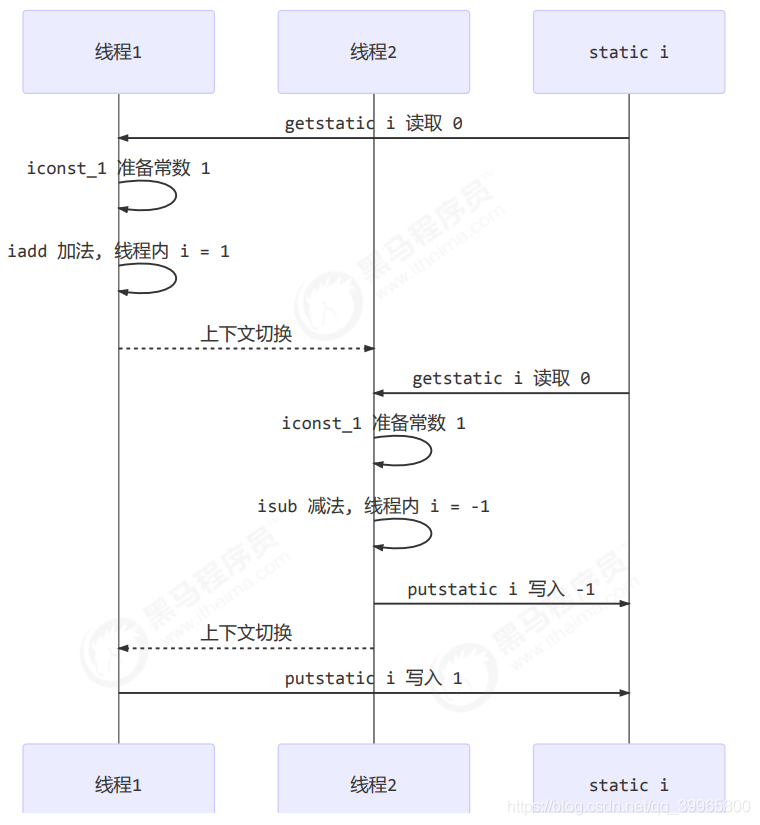 线程1 线程2 static i
getstatic i 读取 0
iconst_1 准备常数 1
iadd 加法, 线程内 i = 1
上下文切换
getstatic i 读取 0
iconst_1 准备常数 1
isub 减法, 线程内 i = -1
putstatic i 写入 -1
上下文切换
putstatic i 写入 1
线程1 线程2 static i
黑马程序员™
www.itheima.com
黑马程序员
www.itheima.com
黑马程序员
www.itheima.com
https://blog.csdn.net/qq_39965800